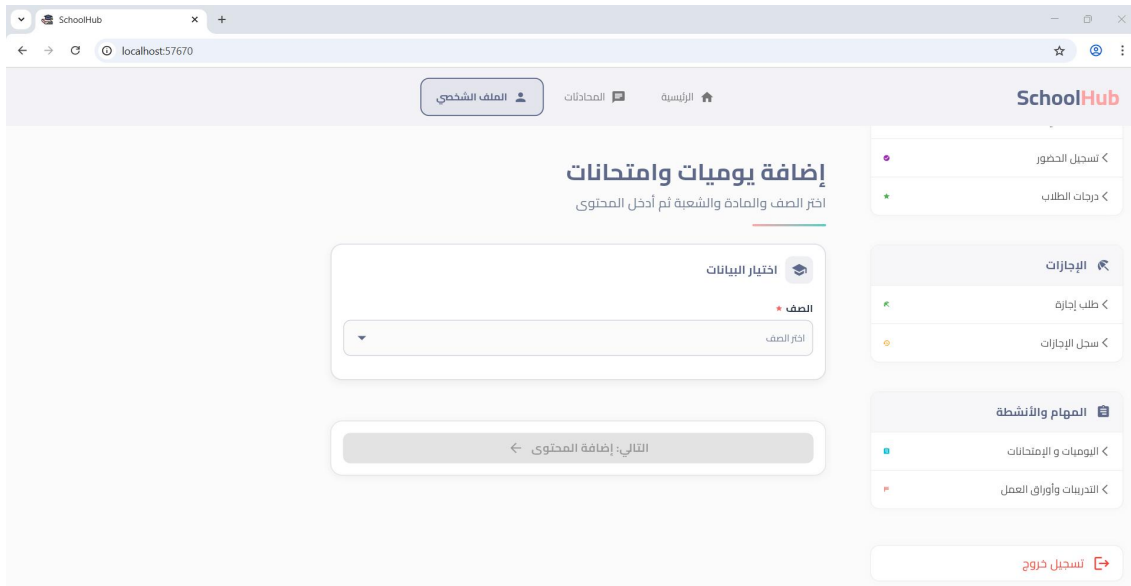 SchoolHub
localhost:57670
SchoolHub
الرئيسية
المحادثات
الملف الشخصي
تسجيل الحضور
درجات الطلاب
الإجازات
طلب إجازة
سجل الإجازات
المهام والأنشطة
اليوميات و الإمتحانات
التدريبات وأوراق العمل
تسجيل خروج
إضافة يوميات وامتحانات
اختر الصف والمادة والشعبة ثم أدخل المحتوى
اختيار البيانات
الصف *
اختر الصف
التالي: إضافة المحتوى